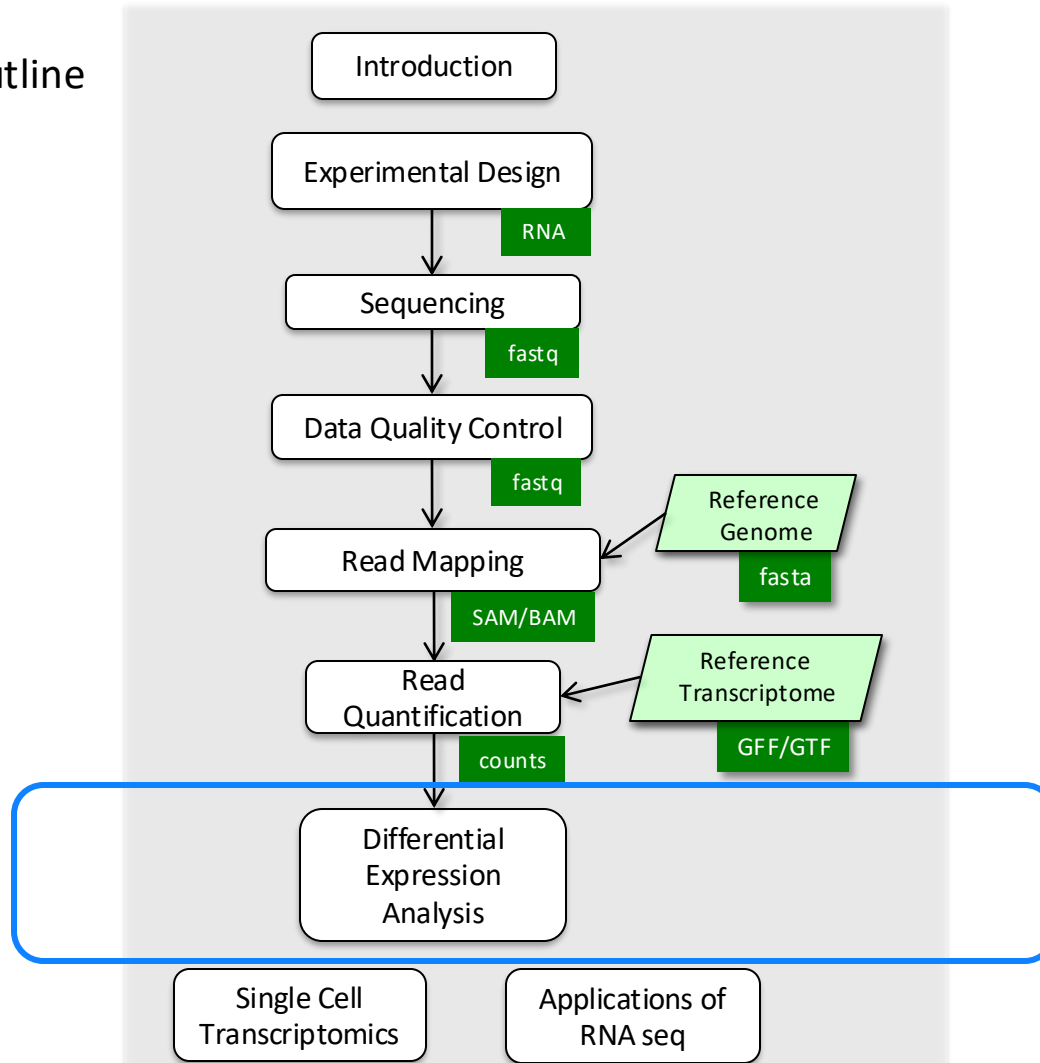 utline
Introduction
Experimental Design
RNA
Sequencing
fastq
Data Quality Control
fastq
Reference
Genome
Read Mapping
fasta
SAM/BAM
Reference
Transcriptome
Read
Quantification
GFF/GTF
counts
Differential
Expression
Analysis
Single Cell
Transcriptomics
Applications of
RNA seq